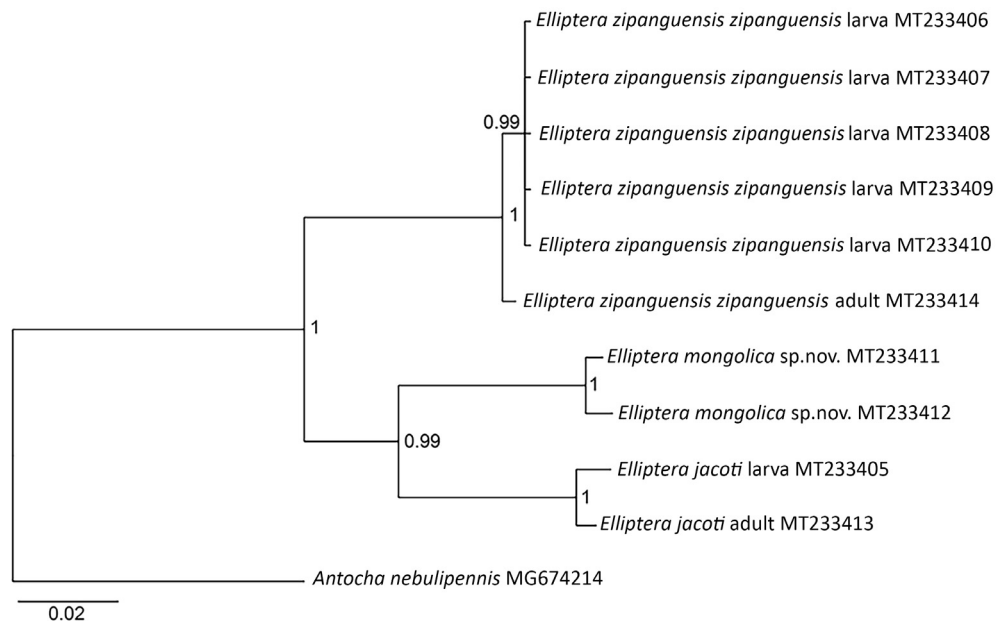 Elliptera zipanguensis zipanguensis larva MT233406
Elliptera zipanguensis zipanguensis larva MT233407
0.99
Elliptera zipanguensis zipanguensis larva MT233408
Elliptera zipanguensis zipanguensis larva MT233409
1
Elliptera zipanguensis zipanguensis larva MT233410
Elliptera zipanguensis zipanguensis adult MT233414
1
Elliptera mongolica sp.nov. MT233411
1
Elliptera mongolica sp.nov. MT233412
0.99
Elliptera jacoti larva MT233405
1
Elliptera jacoti adult MT233413
Antocha nebulipennis MG674214
0.02